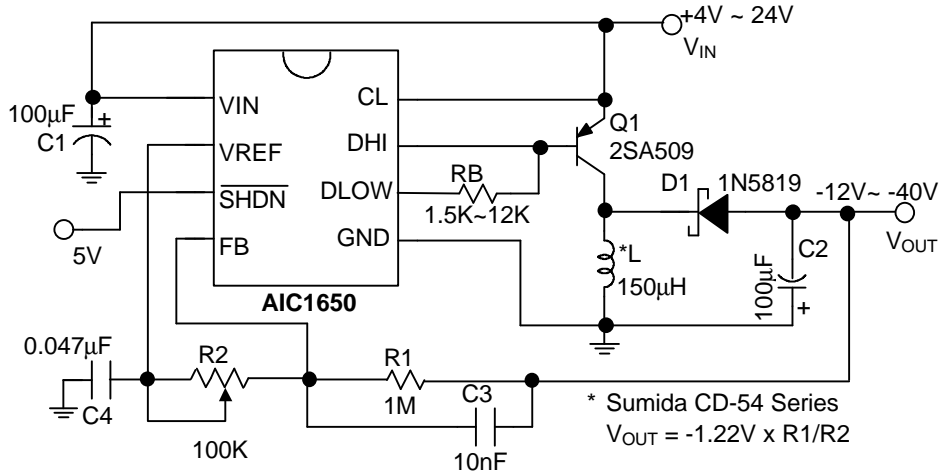 +4V ~ 24V
VIN
VIN
CL
100μF
+
C1
Q1
2SA509
VREF
DHI
RB
SHDN
DLOW
1.5K~12K
D1
1N5819
-12V~ -40V
VOUT
5V
FB
GND
*L
150μH
100μF
C2
+
AIC1650
0.047μF
C4
R2
100K
R1
1M
C3
10nF
* Sumida CD-54 Series
VOUT = -1.22V x R1/R2